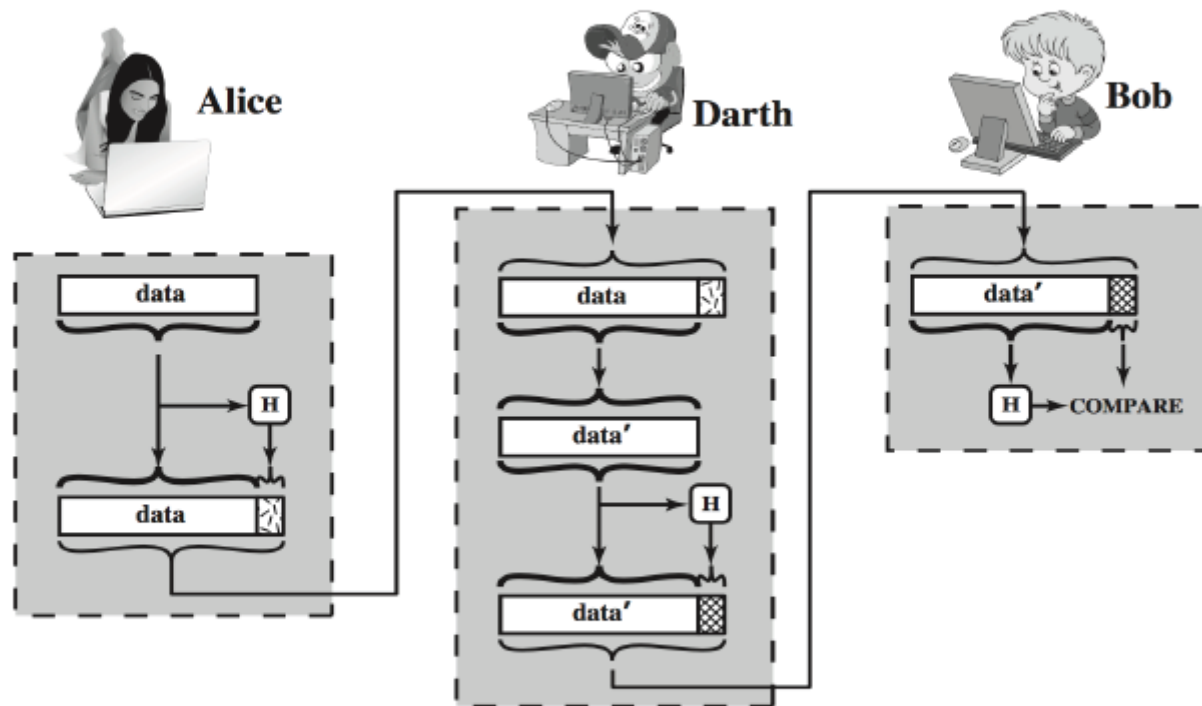 Alice
Darth
Bob
data
H
data
data
data′
H
data′
data′
H
COMPARE